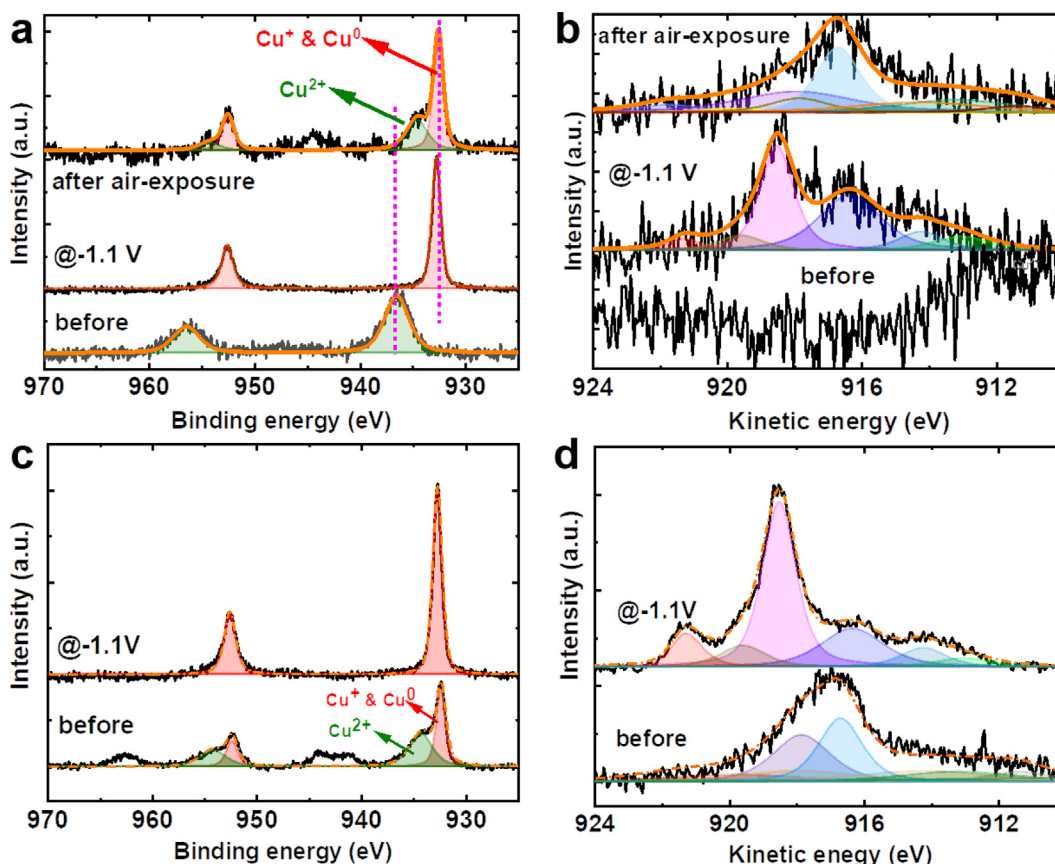 a
Cu⁺ & Cu⁰
Cu²⁺
after air-exposure
@-1.1 V
before
Intensity (a.u.)
970 960 950 940 930
Binding energy (eV)
b
after air-exposure
@-1.1 V
before
Intensity (a.u.)
924 920 916 912
Kinetic energy (eV)
c
@-1.1V
before
Cu⁺ & Cu⁰
Cu²⁺
Intensity (a.u.)
970 960 950 940 930
Binding energy (eV)
d
@-1.1V
before
Intensity (a.u.)
924 920 916 912
Kinetic energy (eV)